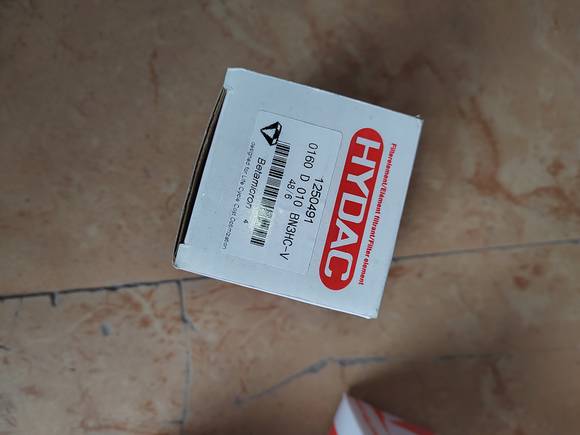 Filterelement/Élément filtrant/Filter element
HYDAC
1250491
0160 D 010 BN3HC-V
48/6
Betamicron 4
designed for Life Cycle Cost Optimization